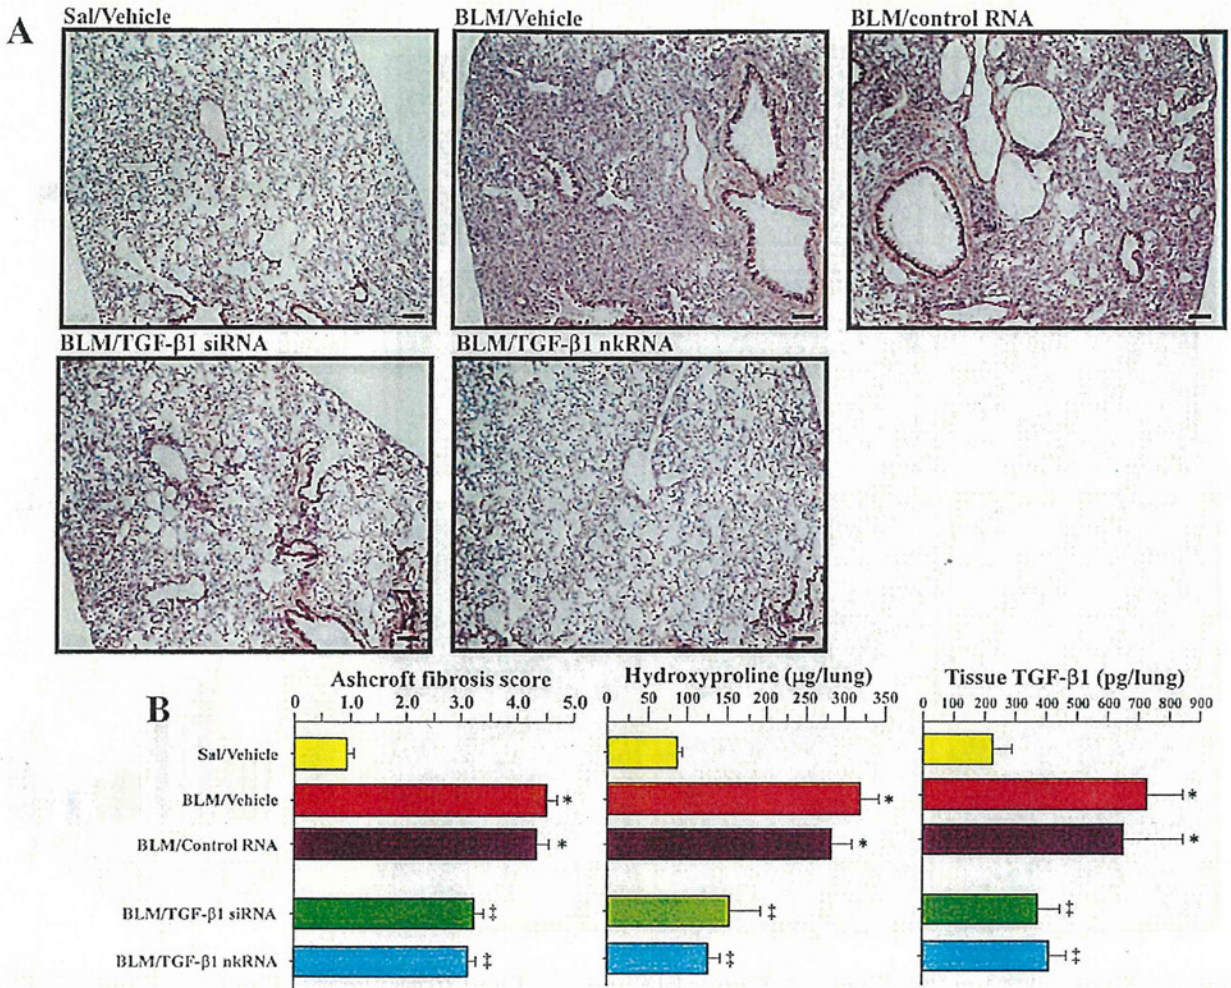 A
Sal/Vehicle
BLM/Vehicle
BLM/control RNA
BLM/TGF-β1 siRNA
BLM/TGF-β1 nkRNA
B
Ashcroft fibrosis score
0 1.0 2.0 3.0 4.0 5.0
Hydroxyproline (µg/lung)
0 50 100 150 200 250 300 350
Tissue TGF-β1 (pg/lung)
0 100 200 300 400 500 600 700 800 900
Sal/Vehicle
BLM/Vehicle
* * *
BLM/Control RNA
* * *
BLM/TGF-β1 siRNA
‡ ‡ ‡
BLM/TGF-β1 nkRNA
‡ ‡ ‡